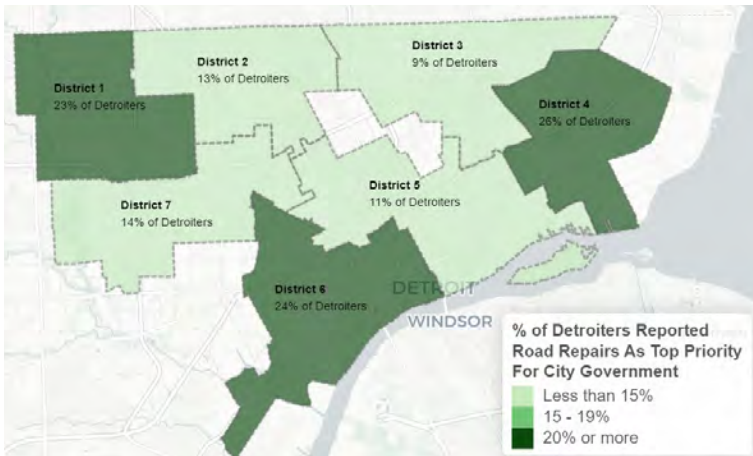 District 1
23% of Detroiters
District 2
13% of Detroiters
District 3
9% of Detroiters
District 4
26% of Detroiters
District 7
14% of Detroiters
District 5
11% of Detroiters
District 6
24% of Detroiters
DETROIT
WINDSOR
% of Detroiters Reported
Road Repairs As Top Priority
For City Government
Less than 15%
15 - 19%
20% or more